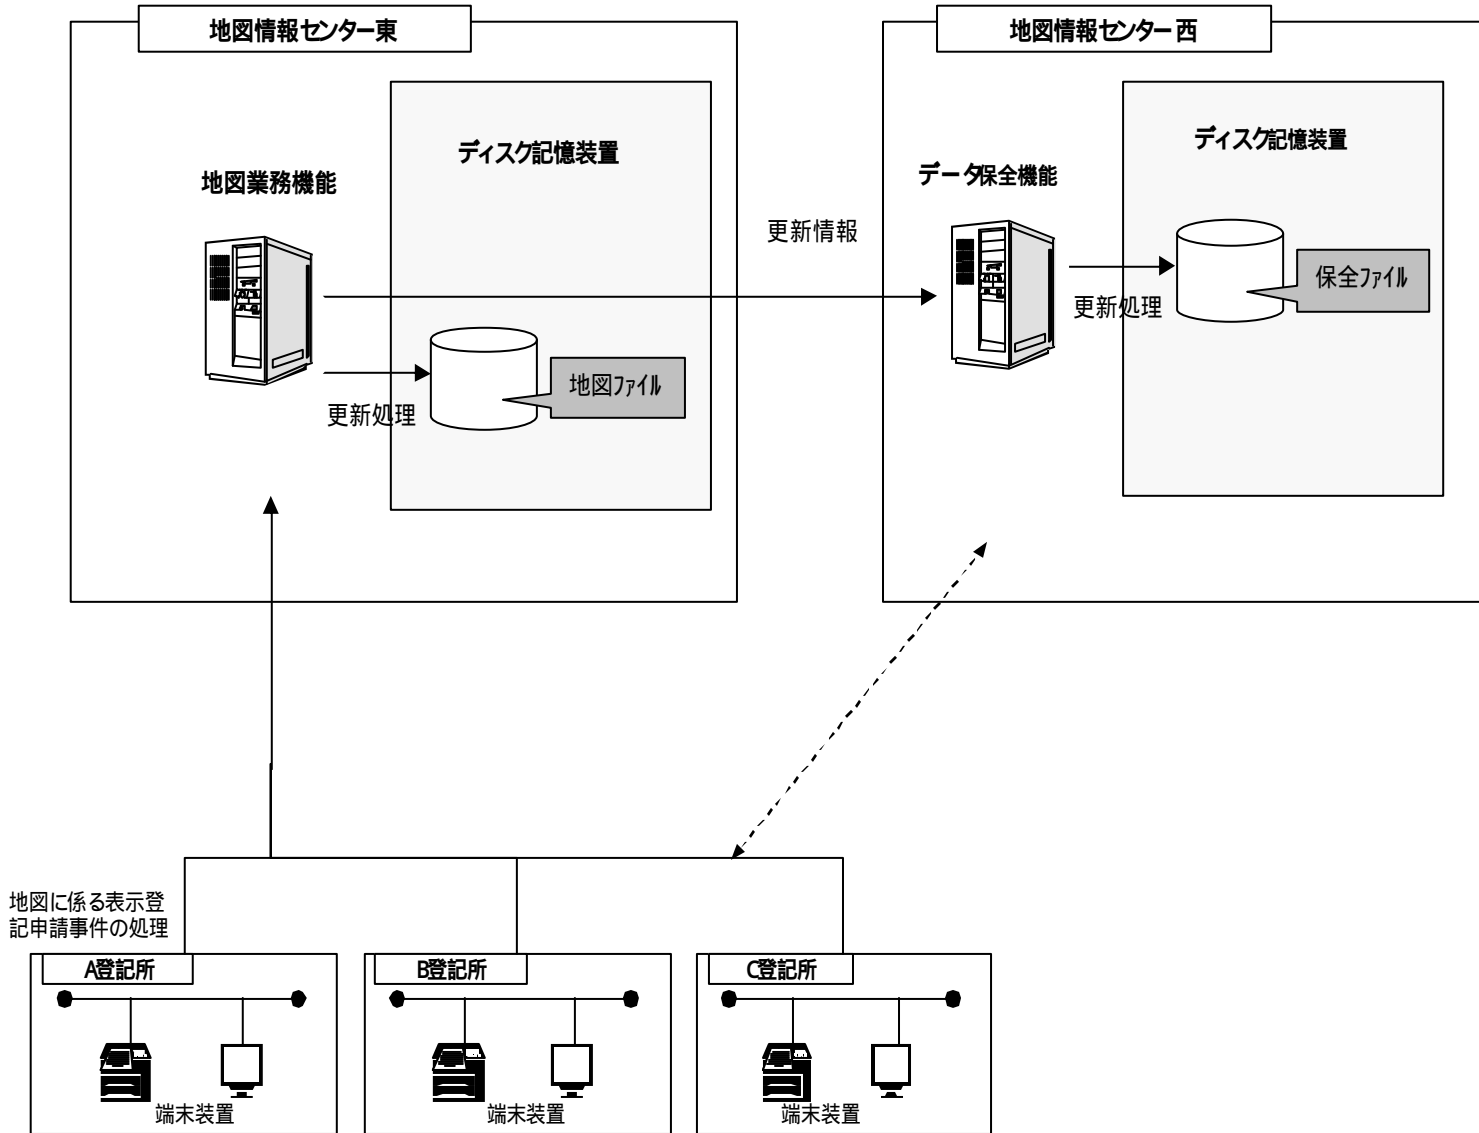 地図情報センター東
地図情報センター西
ディスク記憶装置
地図業務機能
更新情報
データ保全機能
ディスク記憶装置
保全ファイル
更新処理
地図ファイル
更新処理
地図に係る表示登
記申請事件の処理
A登記所
B登記所
C登記所
端末装置
端末装置
端末装置